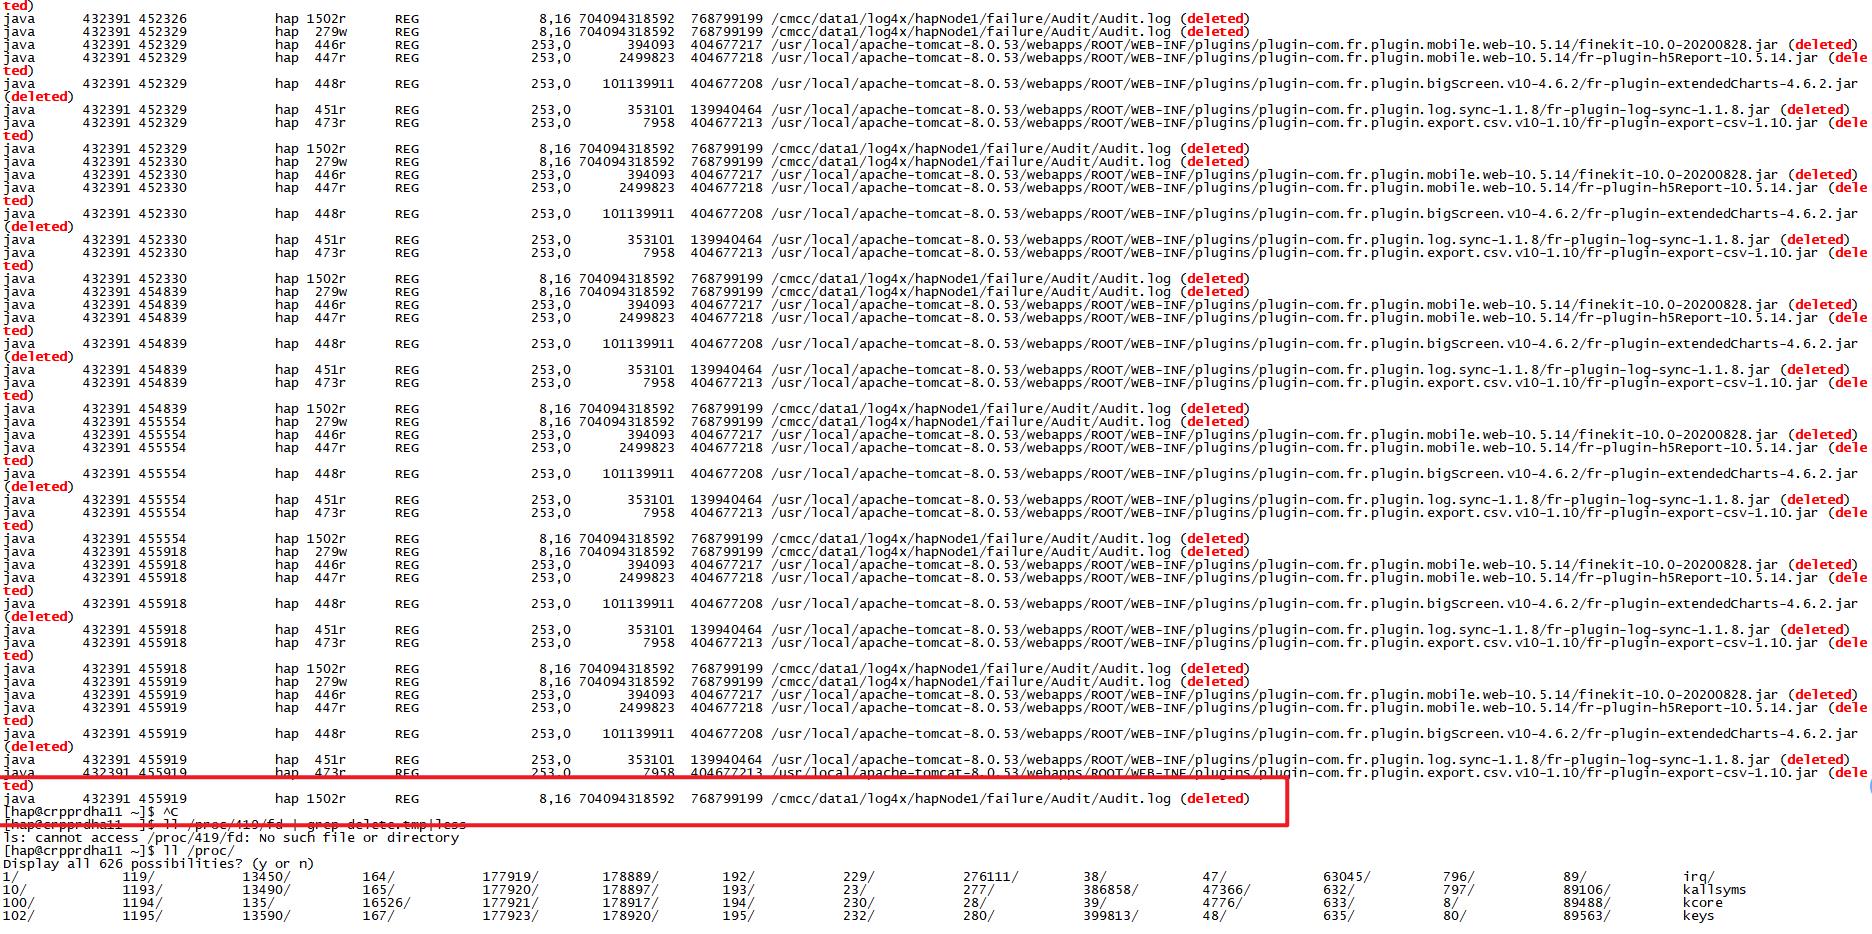 ted)
java      432391 452326                  hap 1502r      REG               8,16 704094318592  768799199 /cmcc/data1/log4x/hapNode1/failure/Audit/Audit.log (deleted)
java      432391 452329                  hap  279w      REG               8,16 704094318592  768799199 /cmcc/data1/log4x/hapNode1/failure/Audit/Audit.log (deleted)
java      432391 452329                  hap  446r      REG              253,0       394093  404677217 /usr/local/apache-tomcat-8.0.53/webapps/ROOT/WEB-INF/plugins/plugin-com.fr.plugin.mobile.web-10.5.14/finekit-10.0-20200828.jar (deleted)
java      432391 452329                  hap  447r      REG              253,0      2499823  404677218 /usr/local/apache-tomcat-8.0.53/webapps/ROOT/WEB-INF/plugins/plugin-com.fr.plugin.mobile.web-10.5.14/fr-plugin-h5Report-10.5.14.jar (dele
ted)
java      432391 452329                  hap  448r      REG              253,0    101139911  404677208 /usr/local/apache-tomcat-8.0.53/webapps/ROOT/WEB-INF/plugins/plugin-com.fr.plugin.bigScreen.v10-4.6.2/fr-plugin-extendedCharts-4.6.2.jar
(deleted)
java      432391 452329                  hap  451r      REG              253,0       353101  139940464 /usr/local/apache-tomcat-8.0.53/webapps/ROOT/WEB-INF/plugins/plugin-com.fr.plugin.log.sync-1.1.8/fr-plugin-log-sync-1.1.8.jar (deleted)
java      432391 452329                  hap  473r      REG              253,0         7958  404677213 /usr/local/apache-tomcat-8.0.53/webapps/ROOT/WEB-INF/plugins/plugin-com.fr.plugin.export.csv.v10-1.10/fr-plugin-export-csv-1.10.jar (dele
ted)
java      432391 452329                  hap 1502r      REG               8,16 704094318592  768799199 /cmcc/data1/log4x/hapNode1/failure/Audit/Audit.log (deleted)
java      432391 452330                  hap  279w      REG               8,16 704094318592  768799199 /cmcc/data1/log4x/hapNode1/failure/Audit/Audit.log (deleted)
java      432391 452330                  hap  446r      REG              253,0       394093  404677217 /usr/local/apache-tomcat-8.0.53/webapps/ROOT/WEB-INF/plugins/plugin-com.fr.plugin.mobile.web-10.5.14/finekit-10.0-20200828.jar (deleted)
java      432391 452330                  hap  447r      REG              253,0      2499823  404677218 /usr/local/apache-tomcat-8.0.53/webapps/ROOT/WEB-INF/plugins/plugin-com.fr.plugin.mobile.web-10.5.14/fr-plugin-h5Report-10.5.14.jar (dele
ted)
java      432391 452330                  hap  448r      REG              253,0    101139911  404677208 /usr/local/apache-tomcat-8.0.53/webapps/ROOT/WEB-INF/plugins/plugin-com.fr.plugin.bigScreen.v10-4.6.2/fr-plugin-extendedCharts-4.6.2.jar
(deleted)
java      432391 452330                  hap  451r      REG              253,0       353101  139940464 /usr/local/apache-tomcat-8.0.53/webapps/ROOT/WEB-INF/plugins/plugin-com.fr.plugin.log.sync-1.1.8/fr-plugin-log-sync-1.1.8.jar (deleted)
java      432391 452330                  hap  473r      REG              253,0         7958  404677213 /usr/local/apache-tomcat-8.0.53/webapps/ROOT/WEB-INF/plugins/plugin-com.fr.plugin.export.csv.v10-1.10/fr-plugin-export-csv-1.10.jar (dele
ted)
java      432391 452330                  hap 1502r      REG               8,16 704094318592  768799199 /cmcc/data1/log4x/hapNode1/failure/Audit/Audit.log (deleted)
java      432391 454839                  hap  279w      REG               8,16 704094318592  768799199 /cmcc/data1/log4x/hapNode1/failure/Audit/Audit.log (deleted)
java      432391 454839                  hap  446r      REG              253,0       394093  404677217 /usr/local/apache-tomcat-8.0.53/webapps/ROOT/WEB-INF/plugins/plugin-com.fr.plugin.mobile.web-10.5.14/finekit-10.0-20200828.jar (deleted)
java      432391 454839                  hap  447r      REG              253,0      2499823  404677218 /usr/local/apache-tomcat-8.0.53/webapps/ROOT/WEB-INF/plugins/plugin-com.fr.plugin.mobile.web-10.5.14/fr-plugin-h5Report-10.5.14.jar (dele
ted)
java      432391 454839                  hap  448r      REG              253,0    101139911  404677208 /usr/local/apache-tomcat-8.0.53/webapps/ROOT/WEB-INF/plugins/plugin-com.fr.plugin.bigScreen.v10-4.6.2/fr-plugin-extendedCharts-4.6.2.jar
(deleted)
java      432391 454839                  hap  451r      REG              253,0       353101  139940464 /usr/local/apache-tomcat-8.0.53/webapps/ROOT/WEB-INF/plugins/plugin-com.fr.plugin.log.sync-1.1.8/fr-plugin-log-sync-1.1.8.jar (deleted)
java      432391 454839                  hap  473r      REG              253,0         7958  404677213 /usr/local/apache-tomcat-8.0.53/webapps/ROOT/WEB-INF/plugins/plugin-com.fr.plugin.export.csv.v10-1.10/fr-plugin-export-csv-1.10.jar (dele
ted)
java      432391 454839                  hap 1502r      REG               8,16 704094318592  768799199 /cmcc/data1/log4x/hapNode1/failure/Audit/Audit.log (deleted)
java      432391 455554                  hap  279w      REG               8,16 704094318592  768799199 /cmcc/data1/log4x/hapNode1/failure/Audit/Audit.log (deleted)
java      432391 455554                  hap  446r      REG              253,0       394093  404677217 /usr/local/apache-tomcat-8.0.53/webapps/ROOT/WEB-INF/plugins/plugin-com.fr.plugin.mobile.web-10.5.14/finekit-10.0-20200828.jar (deleted)
java      432391 455554                  hap  447r      REG              253,0      2499823  404677218 /usr/local/apache-tomcat-8.0.53/webapps/ROOT/WEB-INF/plugins/plugin-com.fr.plugin.mobile.web-10.5.14/fr-plugin-h5Report-10.5.14.jar (dele
ted)
java      432391 455554                  hap  448r      REG              253,0    101139911  404677208 /usr/local/apache-tomcat-8.0.53/webapps/ROOT/WEB-INF/plugins/plugin-com.fr.plugin.bigScreen.v10-4.6.2/fr-plugin-extendedCharts-4.6.2.jar
(deleted)
java      432391 455554                  hap  451r      REG              253,0       353101  139940464 /usr/local/apache-tomcat-8.0.53/webapps/ROOT/WEB-INF/plugins/plugin-com.fr.plugin.log.sync-1.1.8/fr-plugin-log-sync-1.1.8.jar (deleted)
java      432391 455554                  hap  473r      REG              253,0         7958  404677213 /usr/local/apache-tomcat-8.0.53/webapps/ROOT/WEB-INF/plugins/plugin-com.fr.plugin.export.csv.v10-1.10/fr-plugin-export-csv-1.10.jar (dele
ted)
java      432391 455554                  hap 1502r      REG               8,16 704094318592  768799199 /cmcc/data1/log4x/hapNode1/failure/Audit/Audit.log (deleted)
java      432391 455918                  hap  279w      REG               8,16 704094318592  768799199 /cmcc/data1/log4x/hapNode1/failure/Audit/Audit.log (deleted)
java      432391 455918                  hap  446r      REG              253,0       394093  404677217 /usr/local/apache-tomcat-8.0.53/webapps/ROOT/WEB-INF/plugins/plugin-com.fr.plugin.mobile.web-10.5.14/finekit-10.0-20200828.jar (deleted)
java      432391 455918                  hap  447r      REG              253,0      2499823  404677218 /usr/local/apache-tomcat-8.0.53/webapps/ROOT/WEB-INF/plugins/plugin-com.fr.plugin.mobile.web-10.5.14/fr-plugin-h5Report-10.5.14.jar (dele
ted)
java      432391 455918                  hap  448r      REG              253,0    101139911  404677208 /usr/local/apache-tomcat-8.0.53/webapps/ROOT/WEB-INF/plugins/plugin-com.fr.plugin.bigScreen.v10-4.6.2/fr-plugin-extendedCharts-4.6.2.jar
(deleted)
java      432391 455918                  hap  451r      REG              253,0       353101  139940464 /usr/local/apache-tomcat-8.0.53/webapps/ROOT/WEB-INF/plugins/plugin-com.fr.plugin.log.sync-1.1.8/fr-plugin-log-sync-1.1.8.jar (deleted)
java      432391 455918                  hap  473r      REG              253,0         7958  404677213 /usr/local/apache-tomcat-8.0.53/webapps/ROOT/WEB-INF/plugins/plugin-com.fr.plugin.export.csv.v10-1.10/fr-plugin-export-csv-1.10.jar (dele
ted)
java      432391 455918                  hap 1502r      REG               8,16 704094318592  768799199 /cmcc/data1/log4x/hapNode1/failure/Audit/Audit.log (deleted)
java      432391 455919                  hap  279w      REG               8,16 704094318592  768799199 /cmcc/data1/log4x/hapNode1/failure/Audit/Audit.log (deleted)
java      432391 455919                  hap  446r      REG              253,0       394093  404677217 /usr/local/apache-tomcat-8.0.53/webapps/ROOT/WEB-INF/plugins/plugin-com.fr.plugin.mobile.web-10.5.14/finekit-10.0-20200828.jar (deleted)
java      432391 455919                  hap  447r      REG              253,0      2499823  404677218 /usr/local/apache-tomcat-8.0.53/webapps/ROOT/WEB-INF/plugins/plugin-com.fr.plugin.mobile.web-10.5.14/fr-plugin-h5Report-10.5.14.jar (dele
ted)
java      432391 455919                  hap  448r      REG              253,0    101139911  404677208 /usr/local/apache-tomcat-8.0.53/webapps/ROOT/WEB-INF/plugins/plugin-com.fr.plugin.bigScreen.v10-4.6.2/fr-plugin-extendedCharts-4.6.2.jar
(deleted)
java      432391 455919                  hap  451r      REG              253,0       353101  139940464 /usr/local/apache-tomcat-8.0.53/webapps/ROOT/WEB-INF/plugins/plugin-com.fr.plugin.log.sync-1.1.8/fr-plugin-log-sync-1.1.8.jar (deleted)
java      432391 455919                  hap  473r      REG              253,0         7958  404677213 /usr/local/apache-tomcat-8.0.53/webapps/ROOT/WEB-INF/plugins/plugin-com.fr.plugin.export.csv.v10-1.10/fr-plugin-export-csv-1.10.jar (dele
ted)
java      432391 455919                  hap 1502r      REG               8,16 704094318592  768799199 /cmcc/data1/log4x/hapNode1/failure/Audit/Audit.log (deleted)
[hap@crpprdha11 ~]$ ^C
[hap@crpprdha11 ~]$ ll /proc/419/fd | grep delete.tmp|less
ls: cannot access /proc/419/fd: No such file or directory
[hap@crpprdha11 ~]$ ll /proc/
Display all 626 possibilities? (y or n)
1/ 119/ 13450/ 164/ 177919/ 178889/ 192/ 229/ 276111/ 38/ 47/ 63045/ 796/ 89/ irq/
10/ 1193/ 13490/ 165/ 177920/ 178897/ 193/ 23/ 277/ 386858/ 47366/ 632/ 797/ 89106/ kallsyms
100/ 1194/ 135/ 16526/ 177921/ 178917/ 194/ 230/ 28/ 39/ 4776/ 633/ 8/ 89488/ kcore
102/ 1195/ 13590/ 167/ 177923/ 178920/ 195/ 232/ 280/ 399813/ 48/ 635/ 80/ 89563/ keys